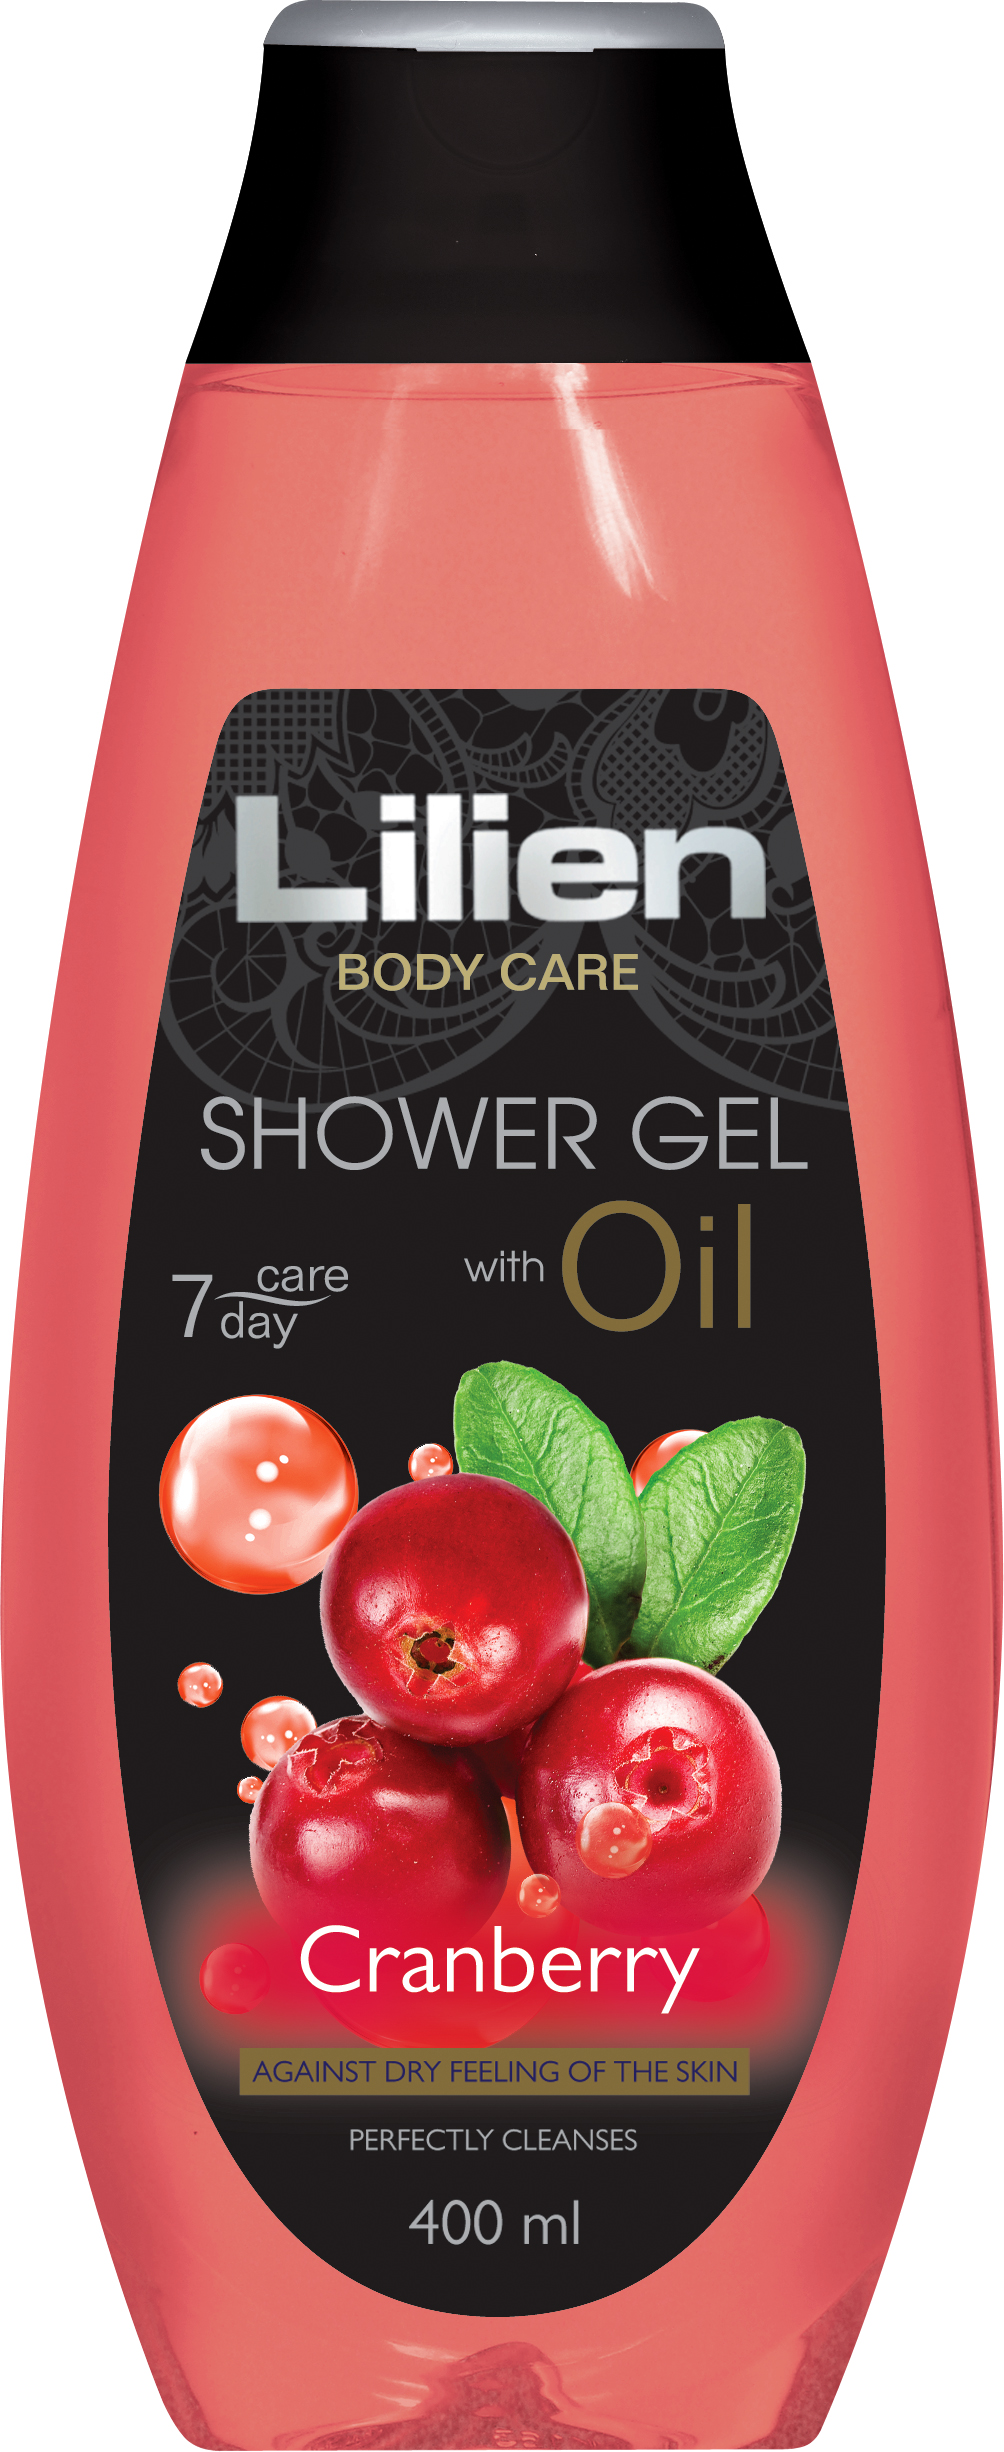 Lilien
BODY CARE
SHOWER GEL
with Oil
7 day care
Cranberry
AGAINST DRY FEELING OF THE SKIN
PERFECTLY CLEANSES
400 ml